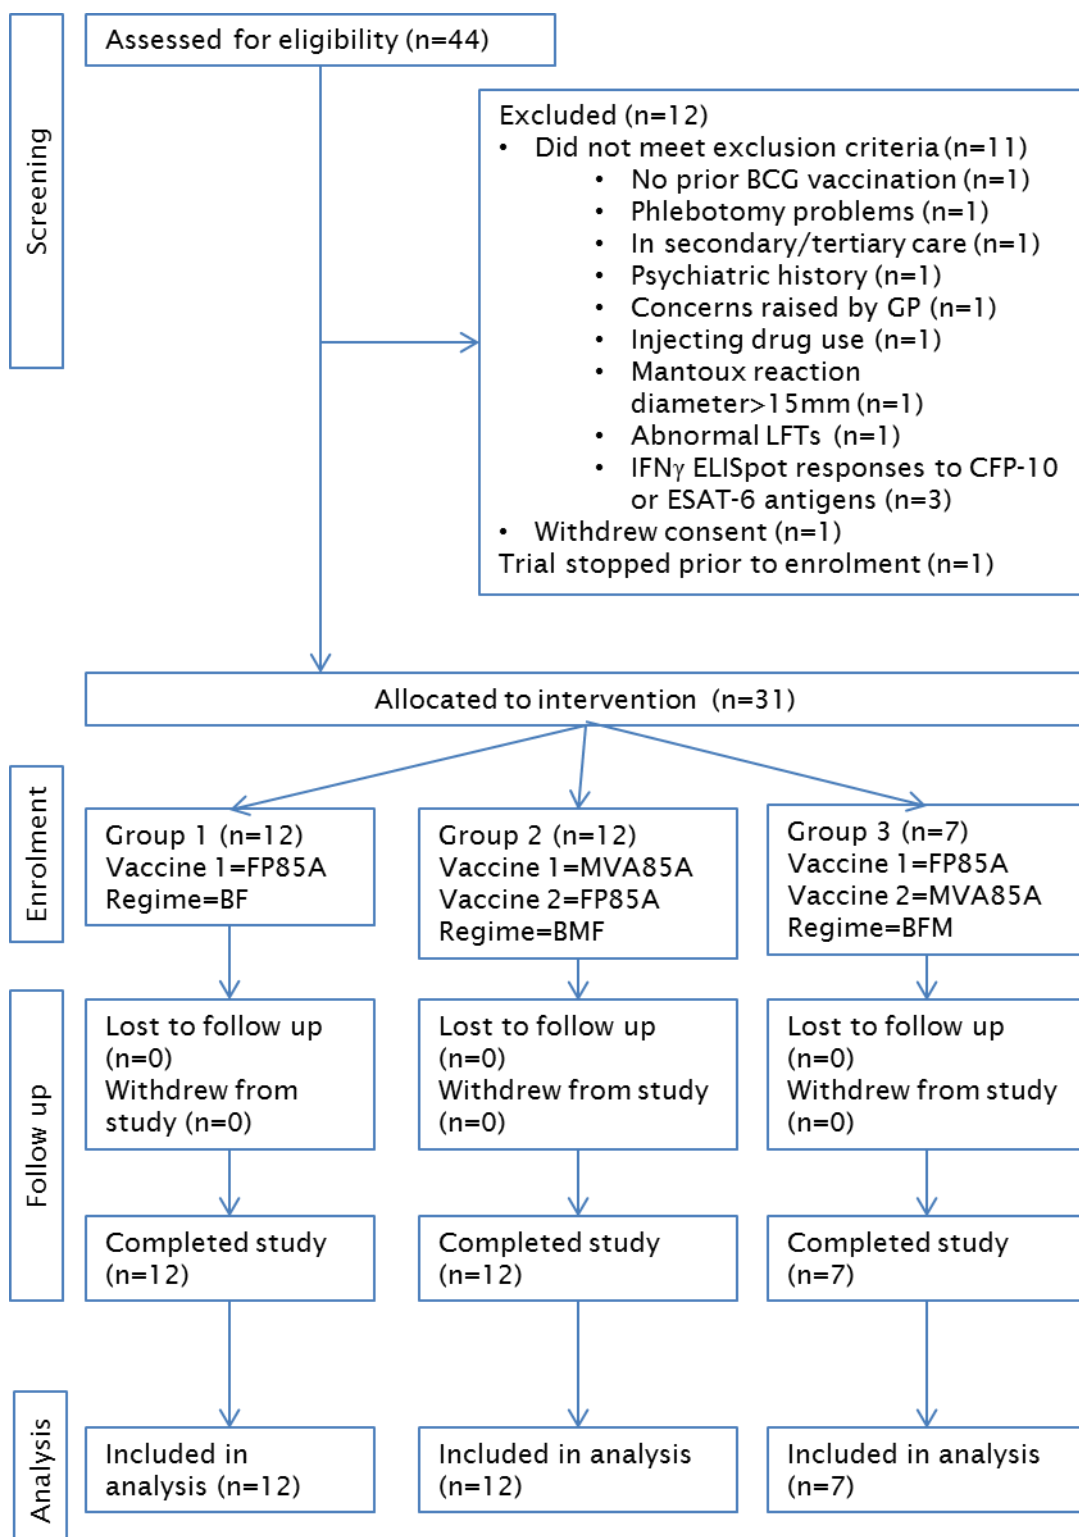 Screening
Assessed for eligibility (n=44)
Excluded (n=12)
• Did not meet exclusion criteria (n=11)
• No prior BCG vaccination (n=1)
• Phlebotomy problems (n=1)
• In secondary/tertiary care (n=1)
• Psychiatric history (n=1)
• Concerns raised by GP (n=1)
• Injecting drug use (n=1)
• Mantoux reaction
diameter>15mm (n=1)
• Abnormal LFTs (n=1)
• IFNγ ELISpot responses to CFP-10
or ESAT-6 antigens (n=3)
• Withdrew consent (n=1)
Trial stopped prior to enrolment (n=1)
Allocated to intervention (n=31)
Enrolment
Group 1 (n=12)
Vaccine 1=FP85A
Regime=BF
Group 2 (n=12)
Vaccine 1=MVA85A
Vaccine 2=FP85A
Regime=BMF
Group 3 (n=7)
Vaccine 1=FP85A
Vaccine 2=MVA85A
Regime=BFM
Follow up
Lost to follow up
(n=0)
Withdrew from
study (n=0)
Lost to follow up
(n=0)
Withdrew from study
(n=0)
Lost to follow up
(n=0)
Withdrew from study
(n=0)
Completed study
(n=12)
Completed study
(n=12)
Completed study
(n=7)
Analysis
Included in
analysis (n=12)
Included in analysis
(n=12)
Included in analysis
(n=7)